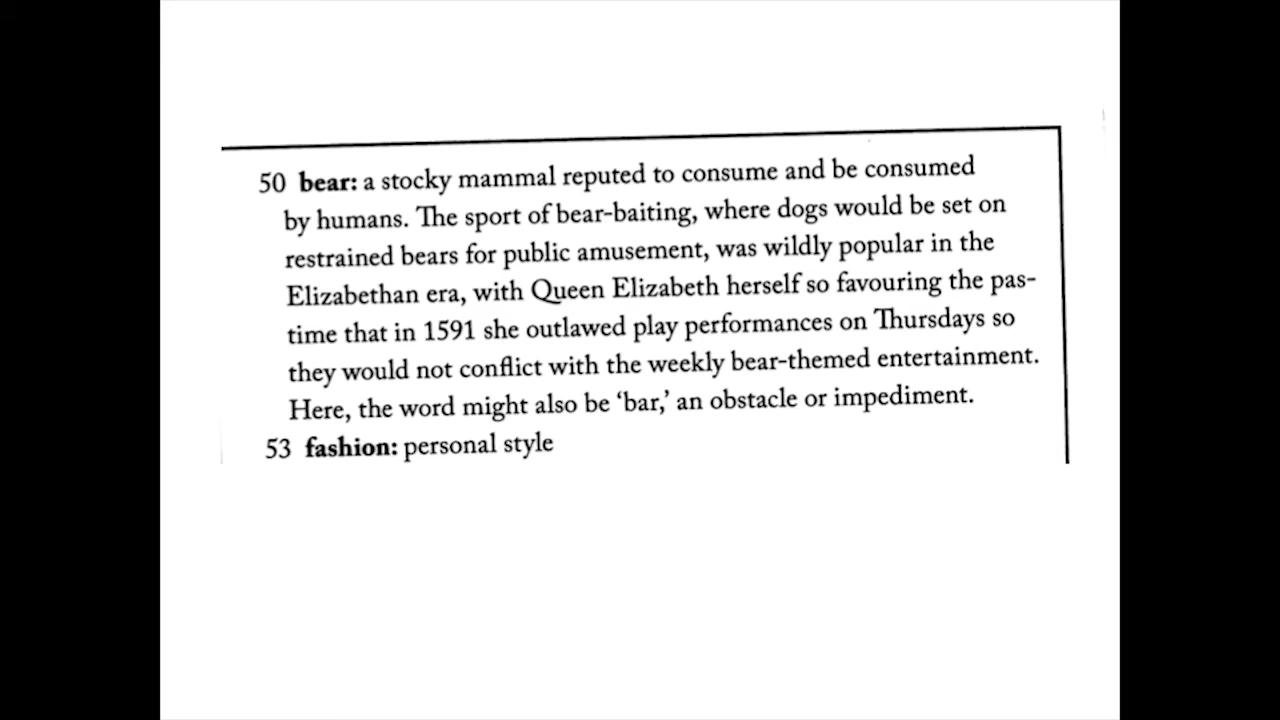 50 bear: a stocky mammal reputed to consume and be consumed
by humans. The sport of bear-baiting, where dogs would be set on
restrained bears for public amusement, was wildly popular in the
Elizabethan era, with Queen Elizabeth herself so favouring the pas-
time that in 1591 she outlawed play performances on Thursdays so
they would not conflict with the weekly bear-themed entertainment.
Here, the word might also be ‘bar,’ an obstacle or impediment.
53 fashion: personal style